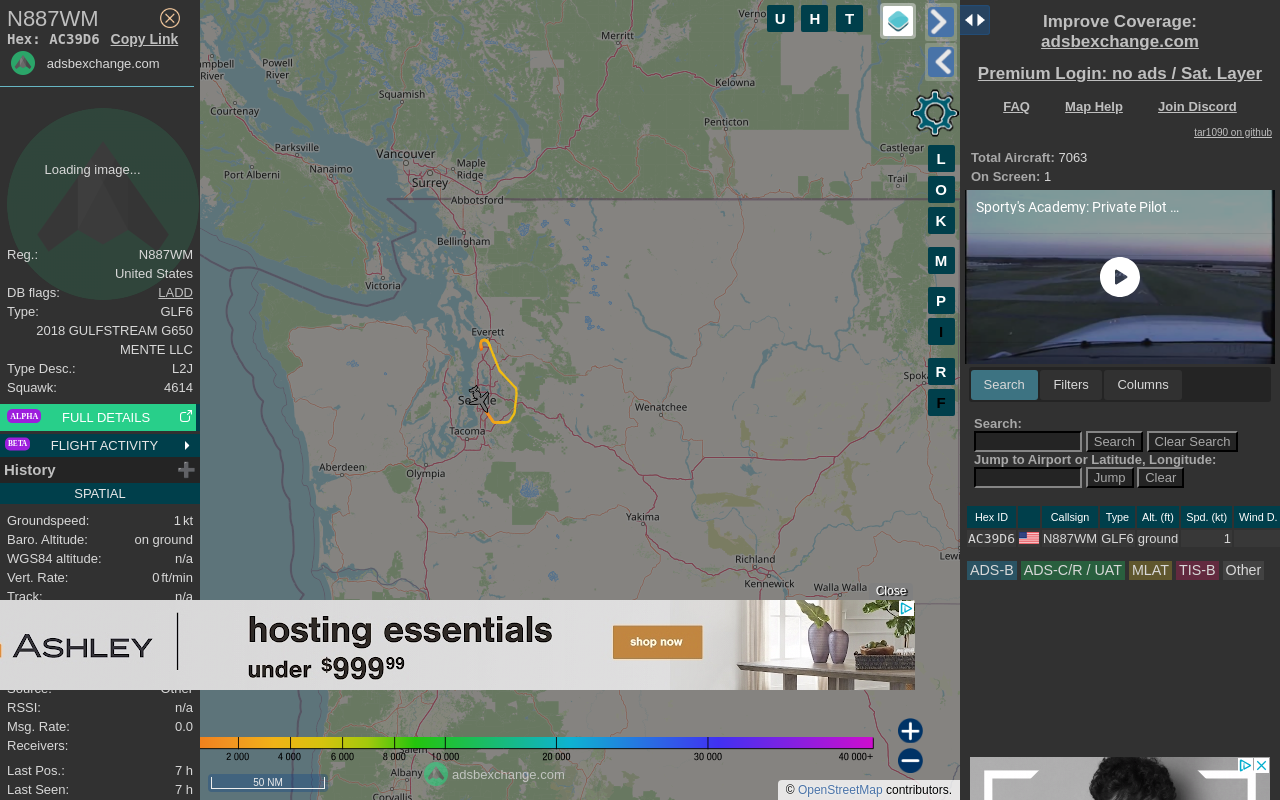 N887WM
Hex: AC39D6 Copy Link
adsbexchange.com
Loading image...
Reg.: N887WM
United States
DB flags: LADD
Type: GLF6
2018 GULFSTREAM G650
MENTE LLC
Type Desc.: L2J
Squawk: 4614
ALPHA FULL DETAILS
BETA FLIGHT ACTIVITY
History
SPATIAL
Groundspeed: 1 kt
Baro. Altitude: on ground
WGS84 altitude: n/a
Vert. Rate: 0 ft/min
Track: n/a
Source: Other
RSSI: n/a
Msg. Rate: 0.0
Receivers:
Last Pos.: 7 h
Last Seen: 7 h
Merritt
Campbell
River
Powell
River
Squamish
Courtenay
Kelowna
Penticton
Parksville
Vancouver
Nanaimo
Maple
Ridge
Port Alberni
Surrey
Castlegar
Trail
Abbotsford
Bellingham
Victoria
Everett
Seattle
Tacoma
Wenatchee
Aberdeen
Olympia
Yakima
Richland
Kennewick
Walla Walla
Albany
Corvallis
U H T
L
O
K
M
P
I
R
F
Close
ASHLEY
hosting essentials
under $999.99
shop now
2 000 4 000 6 000 8 000 10 000 20 000 30 000 40 000+
50 NM
adsbexchange.com
© OpenStreetMap contributors.
Improve Coverage:
adsbexchange.com
Premium Login: no ads / Sat. Layer
FAQ Map Help Join Discord
tar1090 on github
Total Aircraft: 7063
On Screen: 1
Sporty's Academy: Private Pilot ...
Search Filters Columns
Search:
Search Clear Search
Jump to Airport or Latitude, Longitude:
Jump Clear
Hex ID Callsign Type Alt. (ft) Spd. (kt) Wind D.
AC39D6 N887WM GLF6 ground 1
ADS-B ADS-C/R / UAT MLAT TIS-B Other